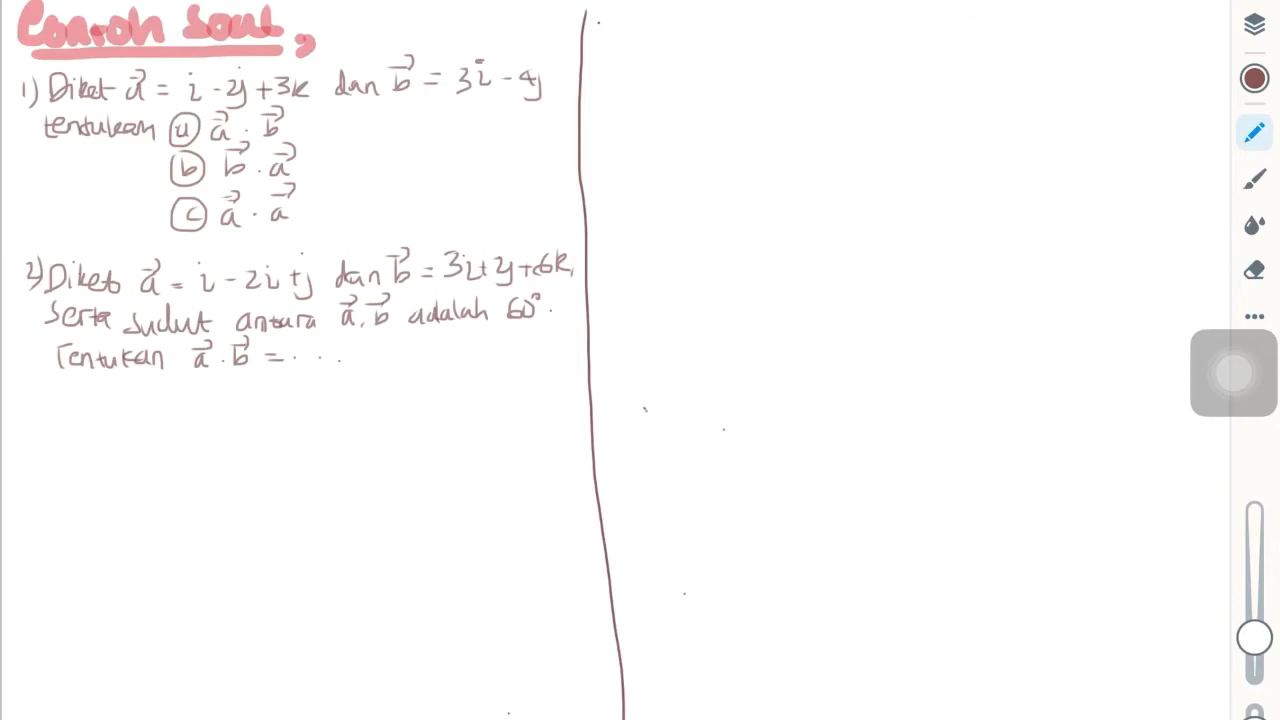 Contoh Soal,
1) Diket a⃗ = i - 2j + 3k dan b⃗ = 3i - 4j
tentukan (a) a⃗ . b⃗
(b) b⃗ . a⃗
(c) a⃗ . a⃗
2) Diket a⃗ = i - 2i + j dan b⃗ = 3i + 2j + 6k,
serta sudut antara a⃗, b⃗ adalah 60°.
Tentukan a⃗ . b⃗ = . . .